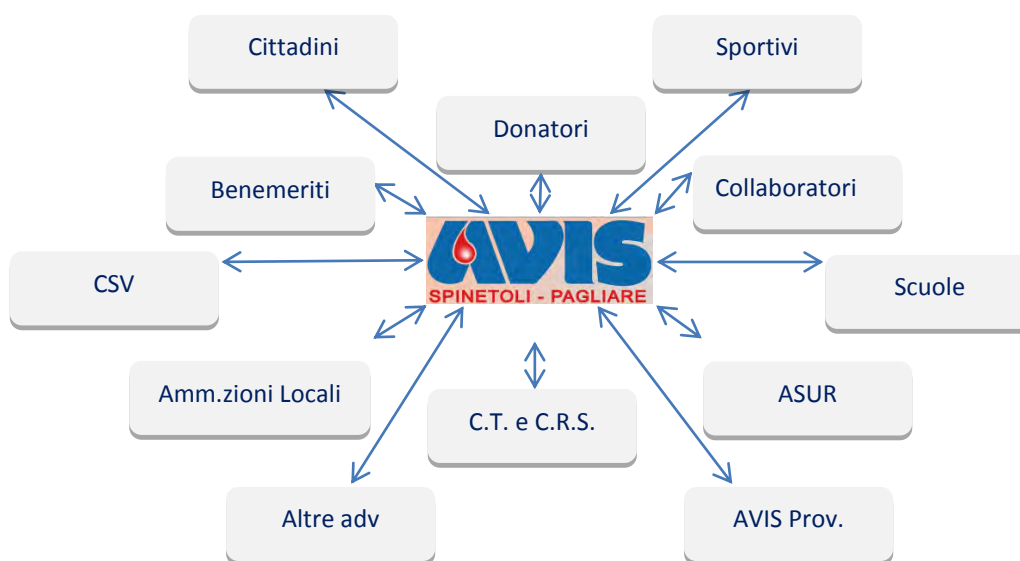 Cittadini
Sportivi
Donatori
Benemeriti
Collaboratori
AVIS
SPINETOLI - PAGLIARE
CSV
Scuole
Amm.zioni Locali
C.T. e C.R.S.
ASUR
Altre adv
AVIS Prov.